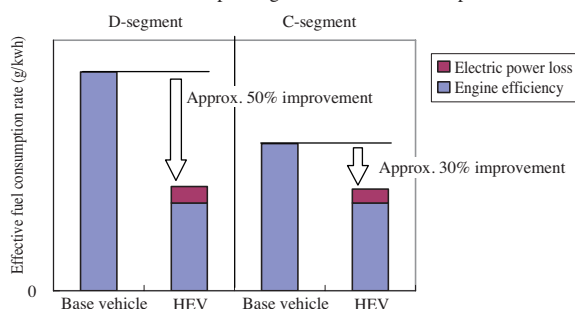 D-segment
C-segment
Effective fuel consumption rate (g/kwh)
Electric power loss
Engine efficiency
Approx. 50% improvement
Approx. 30% improvement
0
Base vehicle
HEV
Base vehicle
HEV